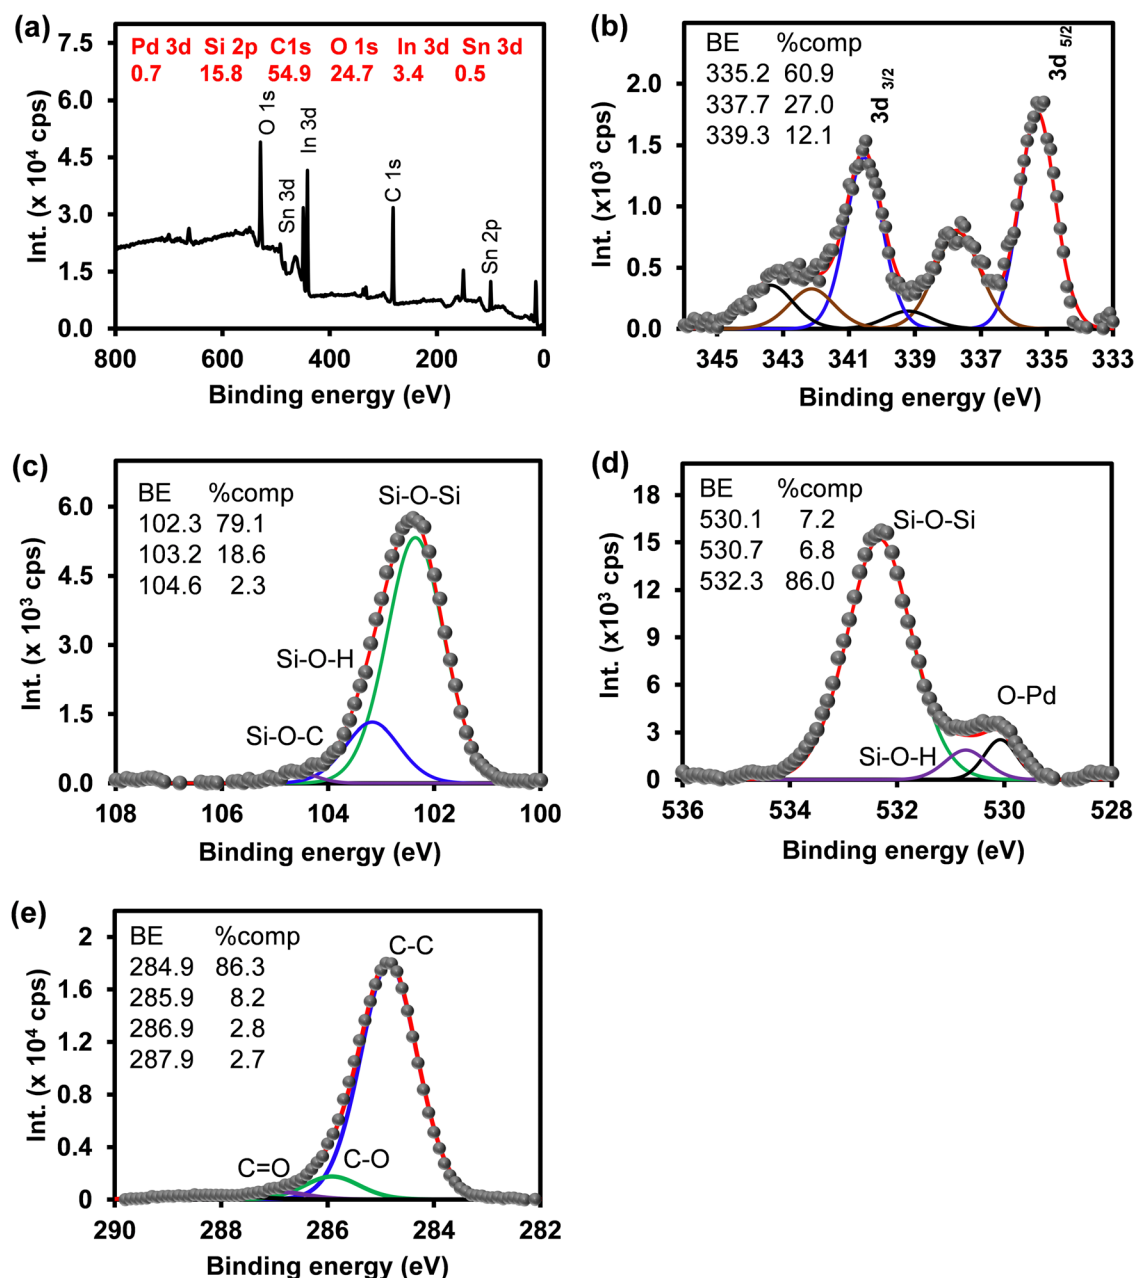 (a)
Pd 3d Si 2p C1s O 1s In 3d Sn 3d
0.7 15.8 54.9 24.7 3.4 0.5
O 1s
Sn 3d
In 3d
C 1s
Sn 2p
7.5
6.0
4.5
3.0
1.5
0.0
Int. (x 10⁴ cps)
800 600 400 200 0
Binding energy (eV)
(b)
BE %comp
335.2 60.9
337.7 27.0
339.3 12.1
3d 3/2
3d 5/2
2.0
1.5
1.0
0.5
0.0
Int. (x10³ cps)
345 343 341 339 337 335 333
Binding energy (eV)
(c)
BE %comp
102.3 79.1
103.2 18.6
104.6 2.3
Si-O-Si
Si-O-H
Si-O-C
6.0
4.5
3.0
1.5
0.0
Int. (x 10³ cps)
108 106 104 102 100
Binding energy (eV)
(d)
BE %comp
530.1 7.2
530.7 6.8
532.3 86.0
Si-O-Si
O-Pd
Si-O-H
18
15
12
9
6
3
0
Int. (x10³ cps)
536 534 532 530 528
Binding energy (eV)
(e)
BE %comp
284.9 86.3
285.9 8.2
286.9 2.8
287.9 2.7
C-C
C=O
C-O
2
1.6
1.2
0.8
0.4
0
Int. (x 10⁴ cps)
290 288 286 284 282
Binding energy (eV)